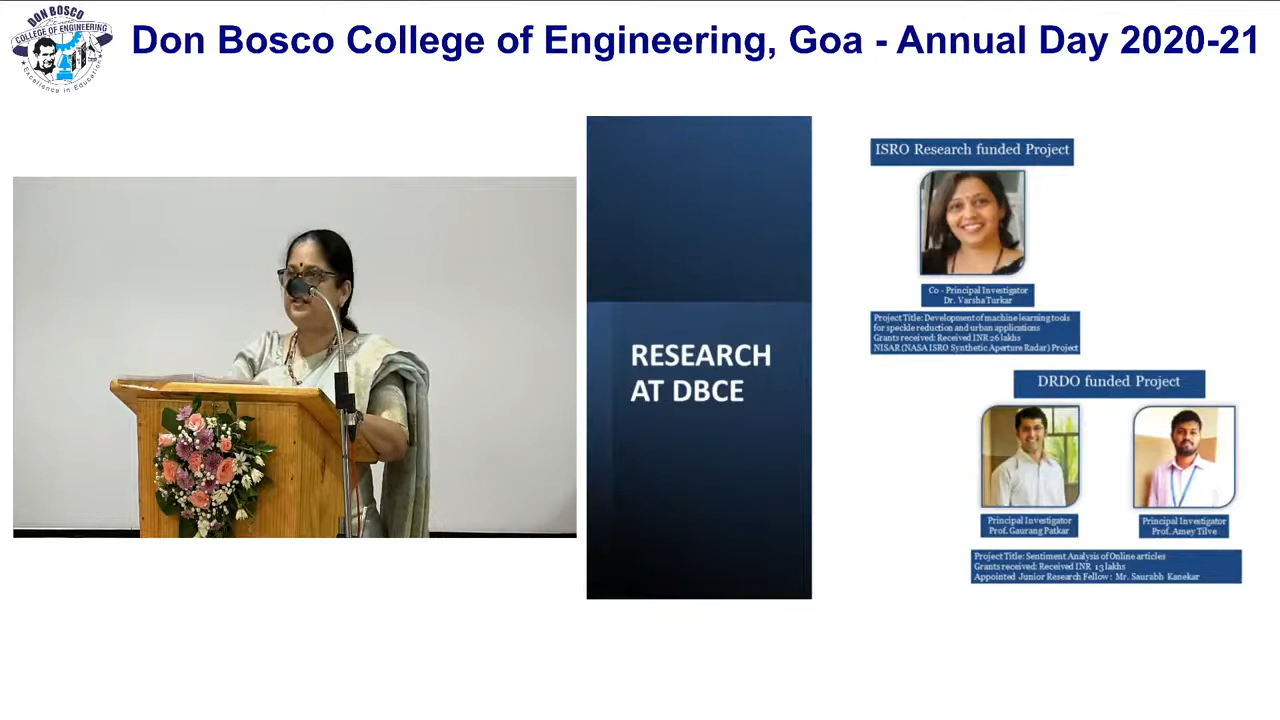 DON BOSCO
COLLEGE OF ENGINEERING
Excellence in Education
Don Bosco College of Engineering, Goa - Annual Day 2020-21
RESEARCH
AT DBCE
ISRO Research funded Project
Co - Principal Investigator
Dr. Varsha Turkar
Project Title: Development of machine learning tools
for speckle reduction and urban applications
Grants received: Received INR 26 lakhs
NISAR (NASA ISRO Synthetic Aperture Radar) Project
DRDO funded Project
Principal Investigator
Prof. Gaurang Patkar
Principal Investigator
Prof. Amey Tilve
Project Title: Sentiment Analysis of Online articles
Grants received: Received INR 13 lakhs
Appointed Junior Research Fellow : Mr. Saurabh Kanekar